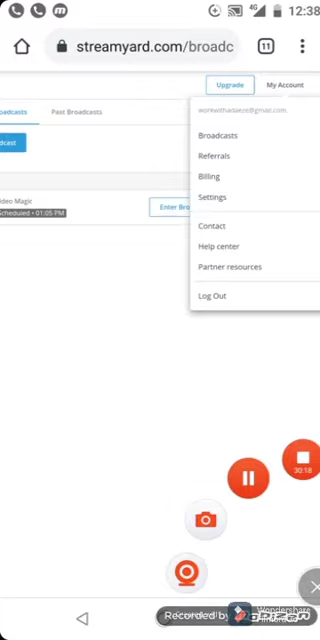 4G 12:38
streamyard.com/broadc
11
Upgrade My Account
oadcasts Past Broadcasts
workwithadaeze@gmail.com
dcast
Broadcasts
Referrals
Billing
Settings
ideo Magic
Scheduled • 01:05 PM
Enter Bro
Contact
Help center
Partner resources
Log Out
30:18
Recorded by
Wondershare